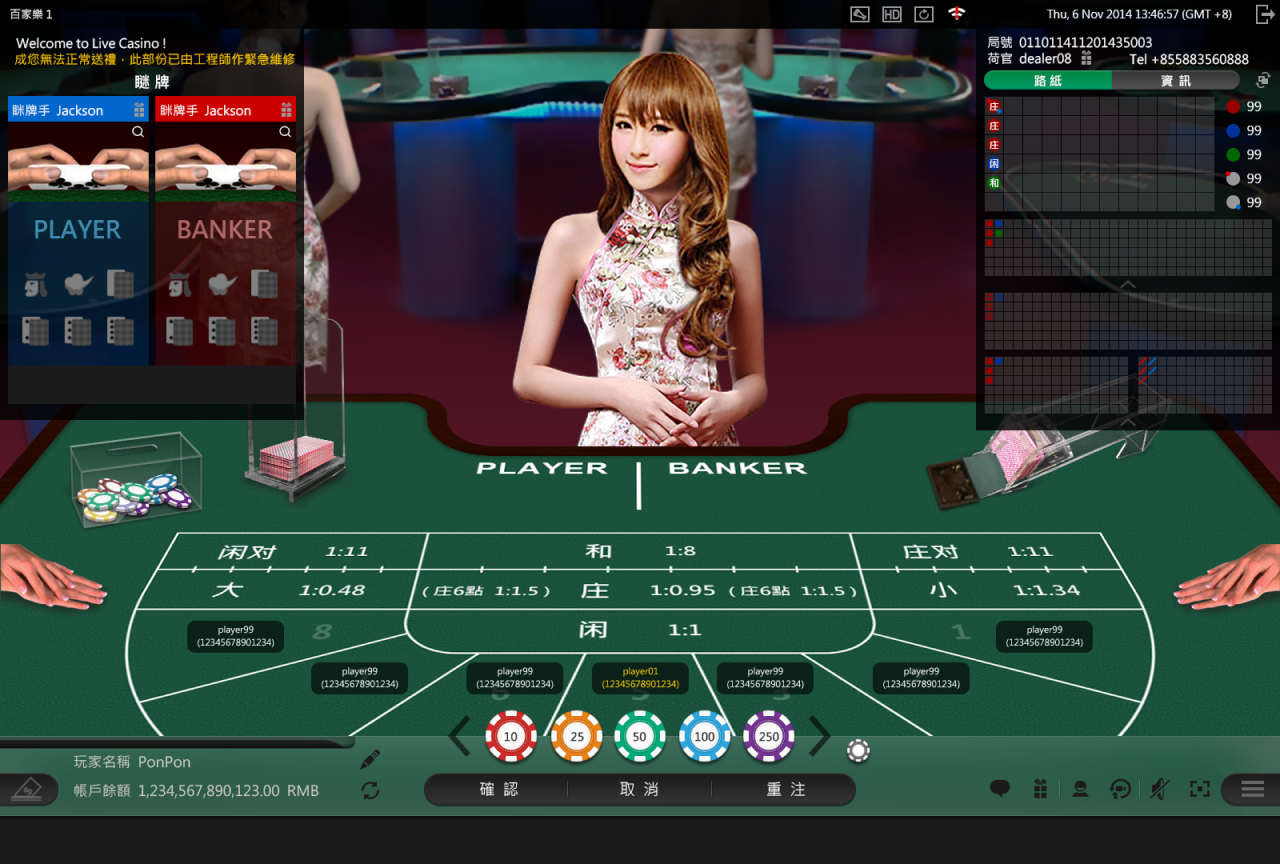 百家樂 1
HD
Thu, 6 Nov 2014 13:46:57 (GMT +8)
Welcome to Live Casino !
成您無法正常送禮，此部份已由工程師作緊急維修
瞇 牌
眯牌手 Jackson
眯牌手 Jackson
PLAYER
BANKER
局號 011011411201435003
荷官 dealer08
Tel +855883560888
路 紙
資 訊
庄
庄
庄
闲
和
99
99
99
99
99
PLAYER
BANKER
闲对 1:11
和 1:8
庄对 1:11
大 1:0.48
( 庄6點 1:1.5 ) 庄 1:0.95 ( 庄6點 1:1.5 )
小 1:1.34
闲 1:1
8
1
player99
(12345678901234)
player99
(12345678901234)
player99
(12345678901234)
player99
(12345678901234)
player01
(12345678901234)
player99
(12345678901234)
player99
(12345678901234)
10
25
50
100
250
玩家名稱 PonPon
帳戶餘額 1,234,567,890,123.00 RMB
確 認
取 消
重 注